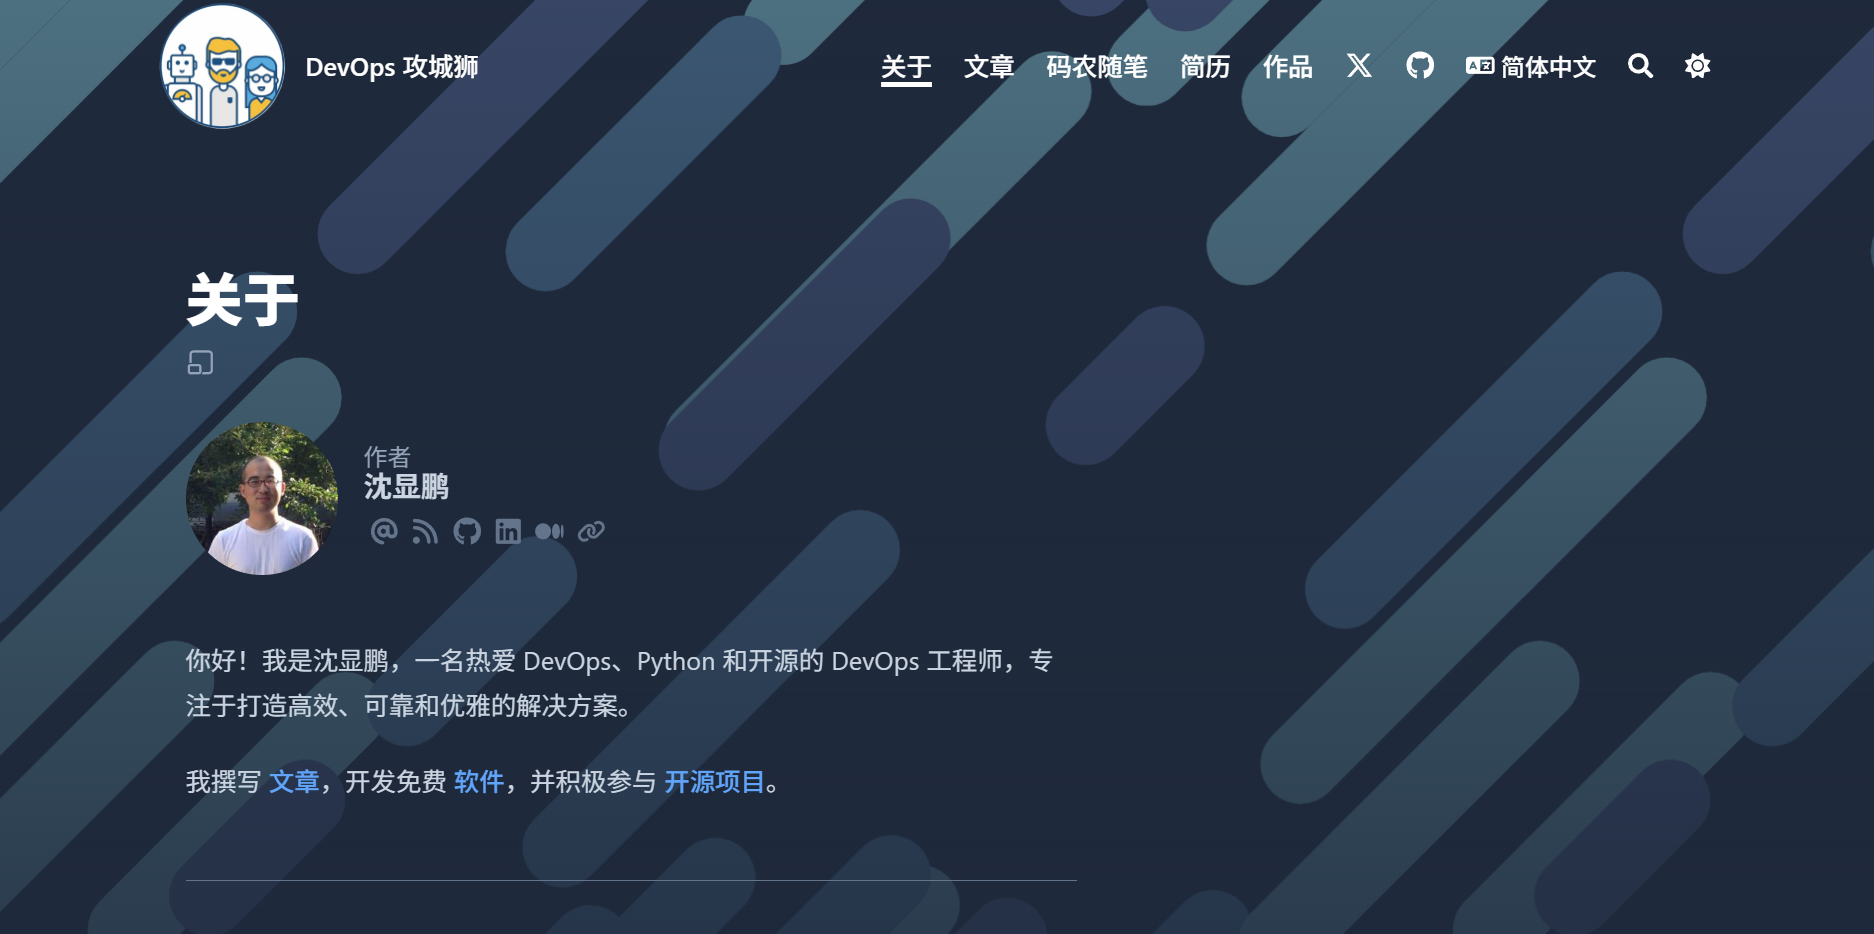 DevOps 攻城狮
关于
文章
码农随笔
简历
作品
简体中文
关于
作者
沈显鹏
你好！我是沈显鹏，一名热爱 DevOps、Python 和开源的 DevOps 工程师，专
注于打造高效、可靠和优雅的解决方案。
我撰写 文章，开发免费 软件，并积极参与 开源项目。